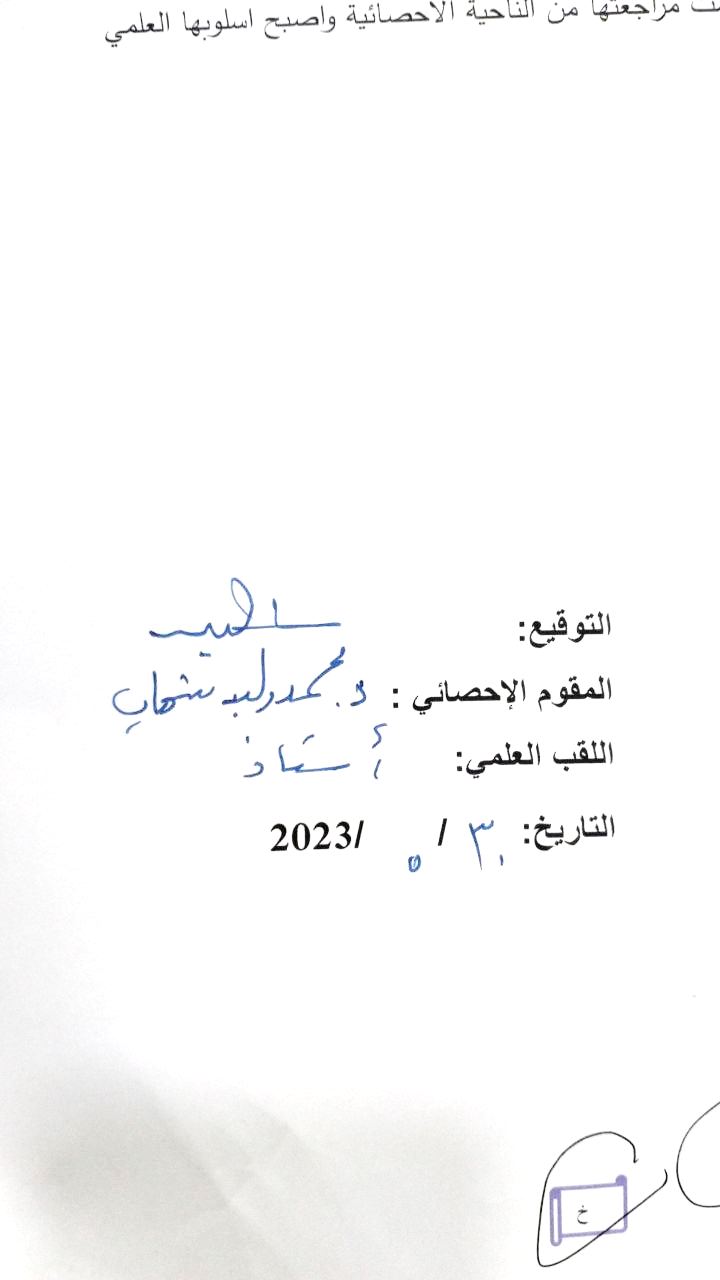 مراجعتها من الناحية الاحصائية واصبح اسلوبها العلمي
التوقيع:
المقوم الإحصائي : د. محمد وليد شهاب
اللقب العلمي: أستاذ
التاريخ: ٣٠ / ٥ /2023
خ